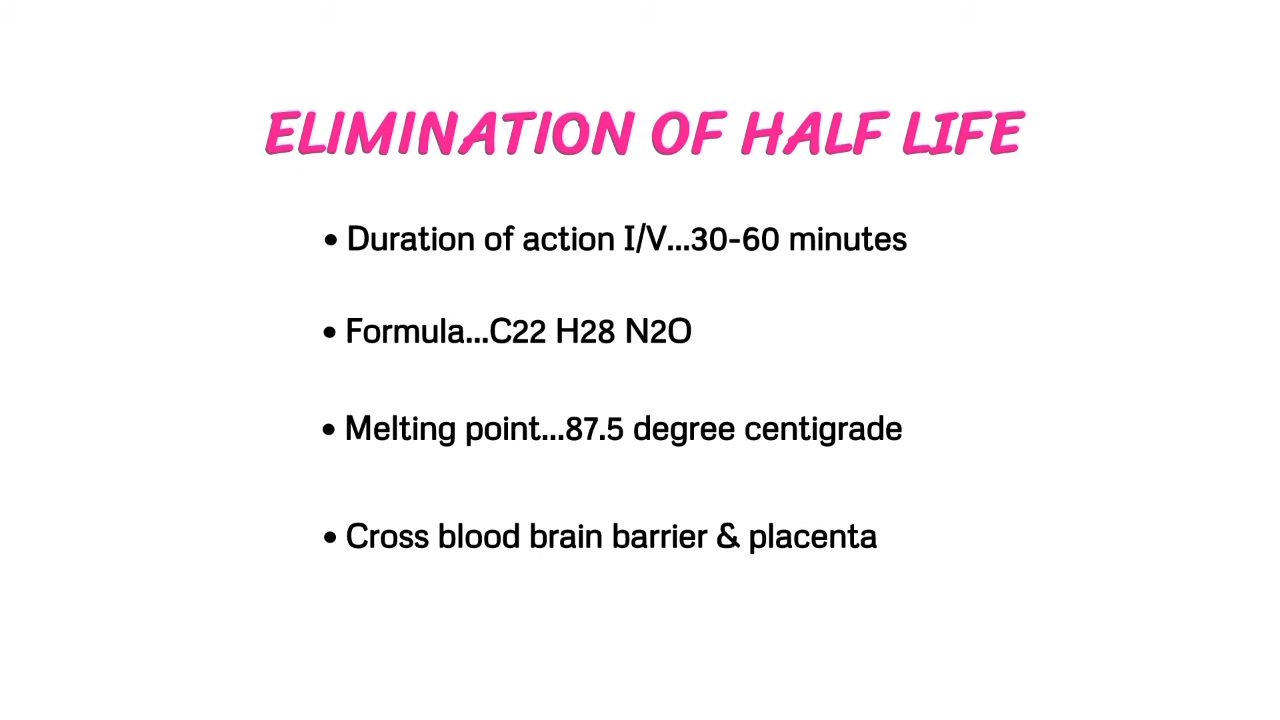 ELIMINATION OF HALF LIFE
• Duration of action I/V...30-60 minutes
• Formula...C22 H28 N2O
• Melting point...87.5 degree centigrade
• Cross blood brain barrier & placenta